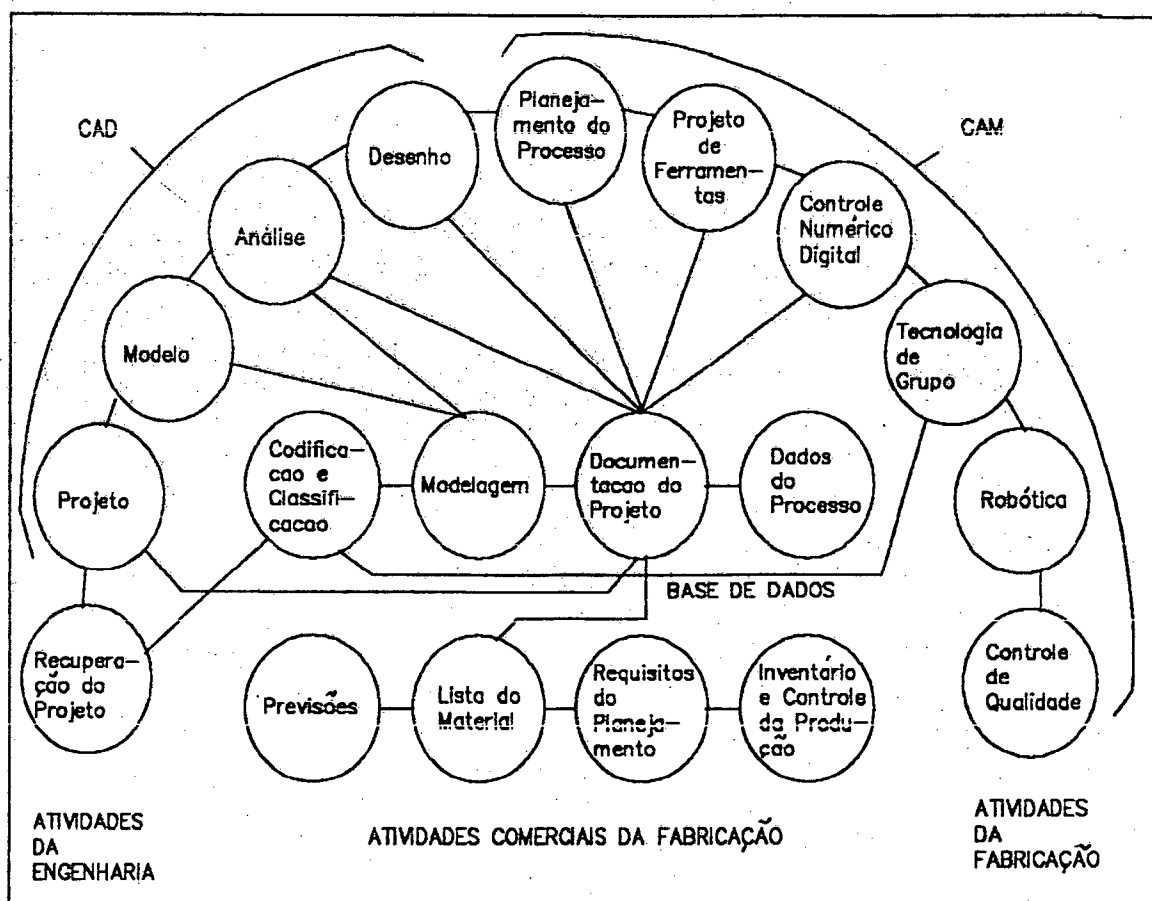 CAD
CAM
Planeja-
mento do
Processo
Desenho
Projeto
de
Ferramen-
tas
Análise
Controle
Numérico
Digital
Modelo
Tecnologia
de
Grupo
Projeto
Codifica-
cao e
Classifi-
cacao
Modelagem
Documen-
tacao do
Projeto
Dados
do
Processo
Robótica
BASE DE DADOS
Recupera-
ção do
Projeto
Previsões
Lista do
Material
Requisitos
do
Planeja-
mento
Inventário
e Controle
da Produ-
ção
Controle
de
Qualidade
ATIVIDADES
DA
ENGENHARIA
ATIVIDADES COMERCIAIS DA FABRICAÇÃO
ATIVIDADES
DA
FABRICAÇÃO